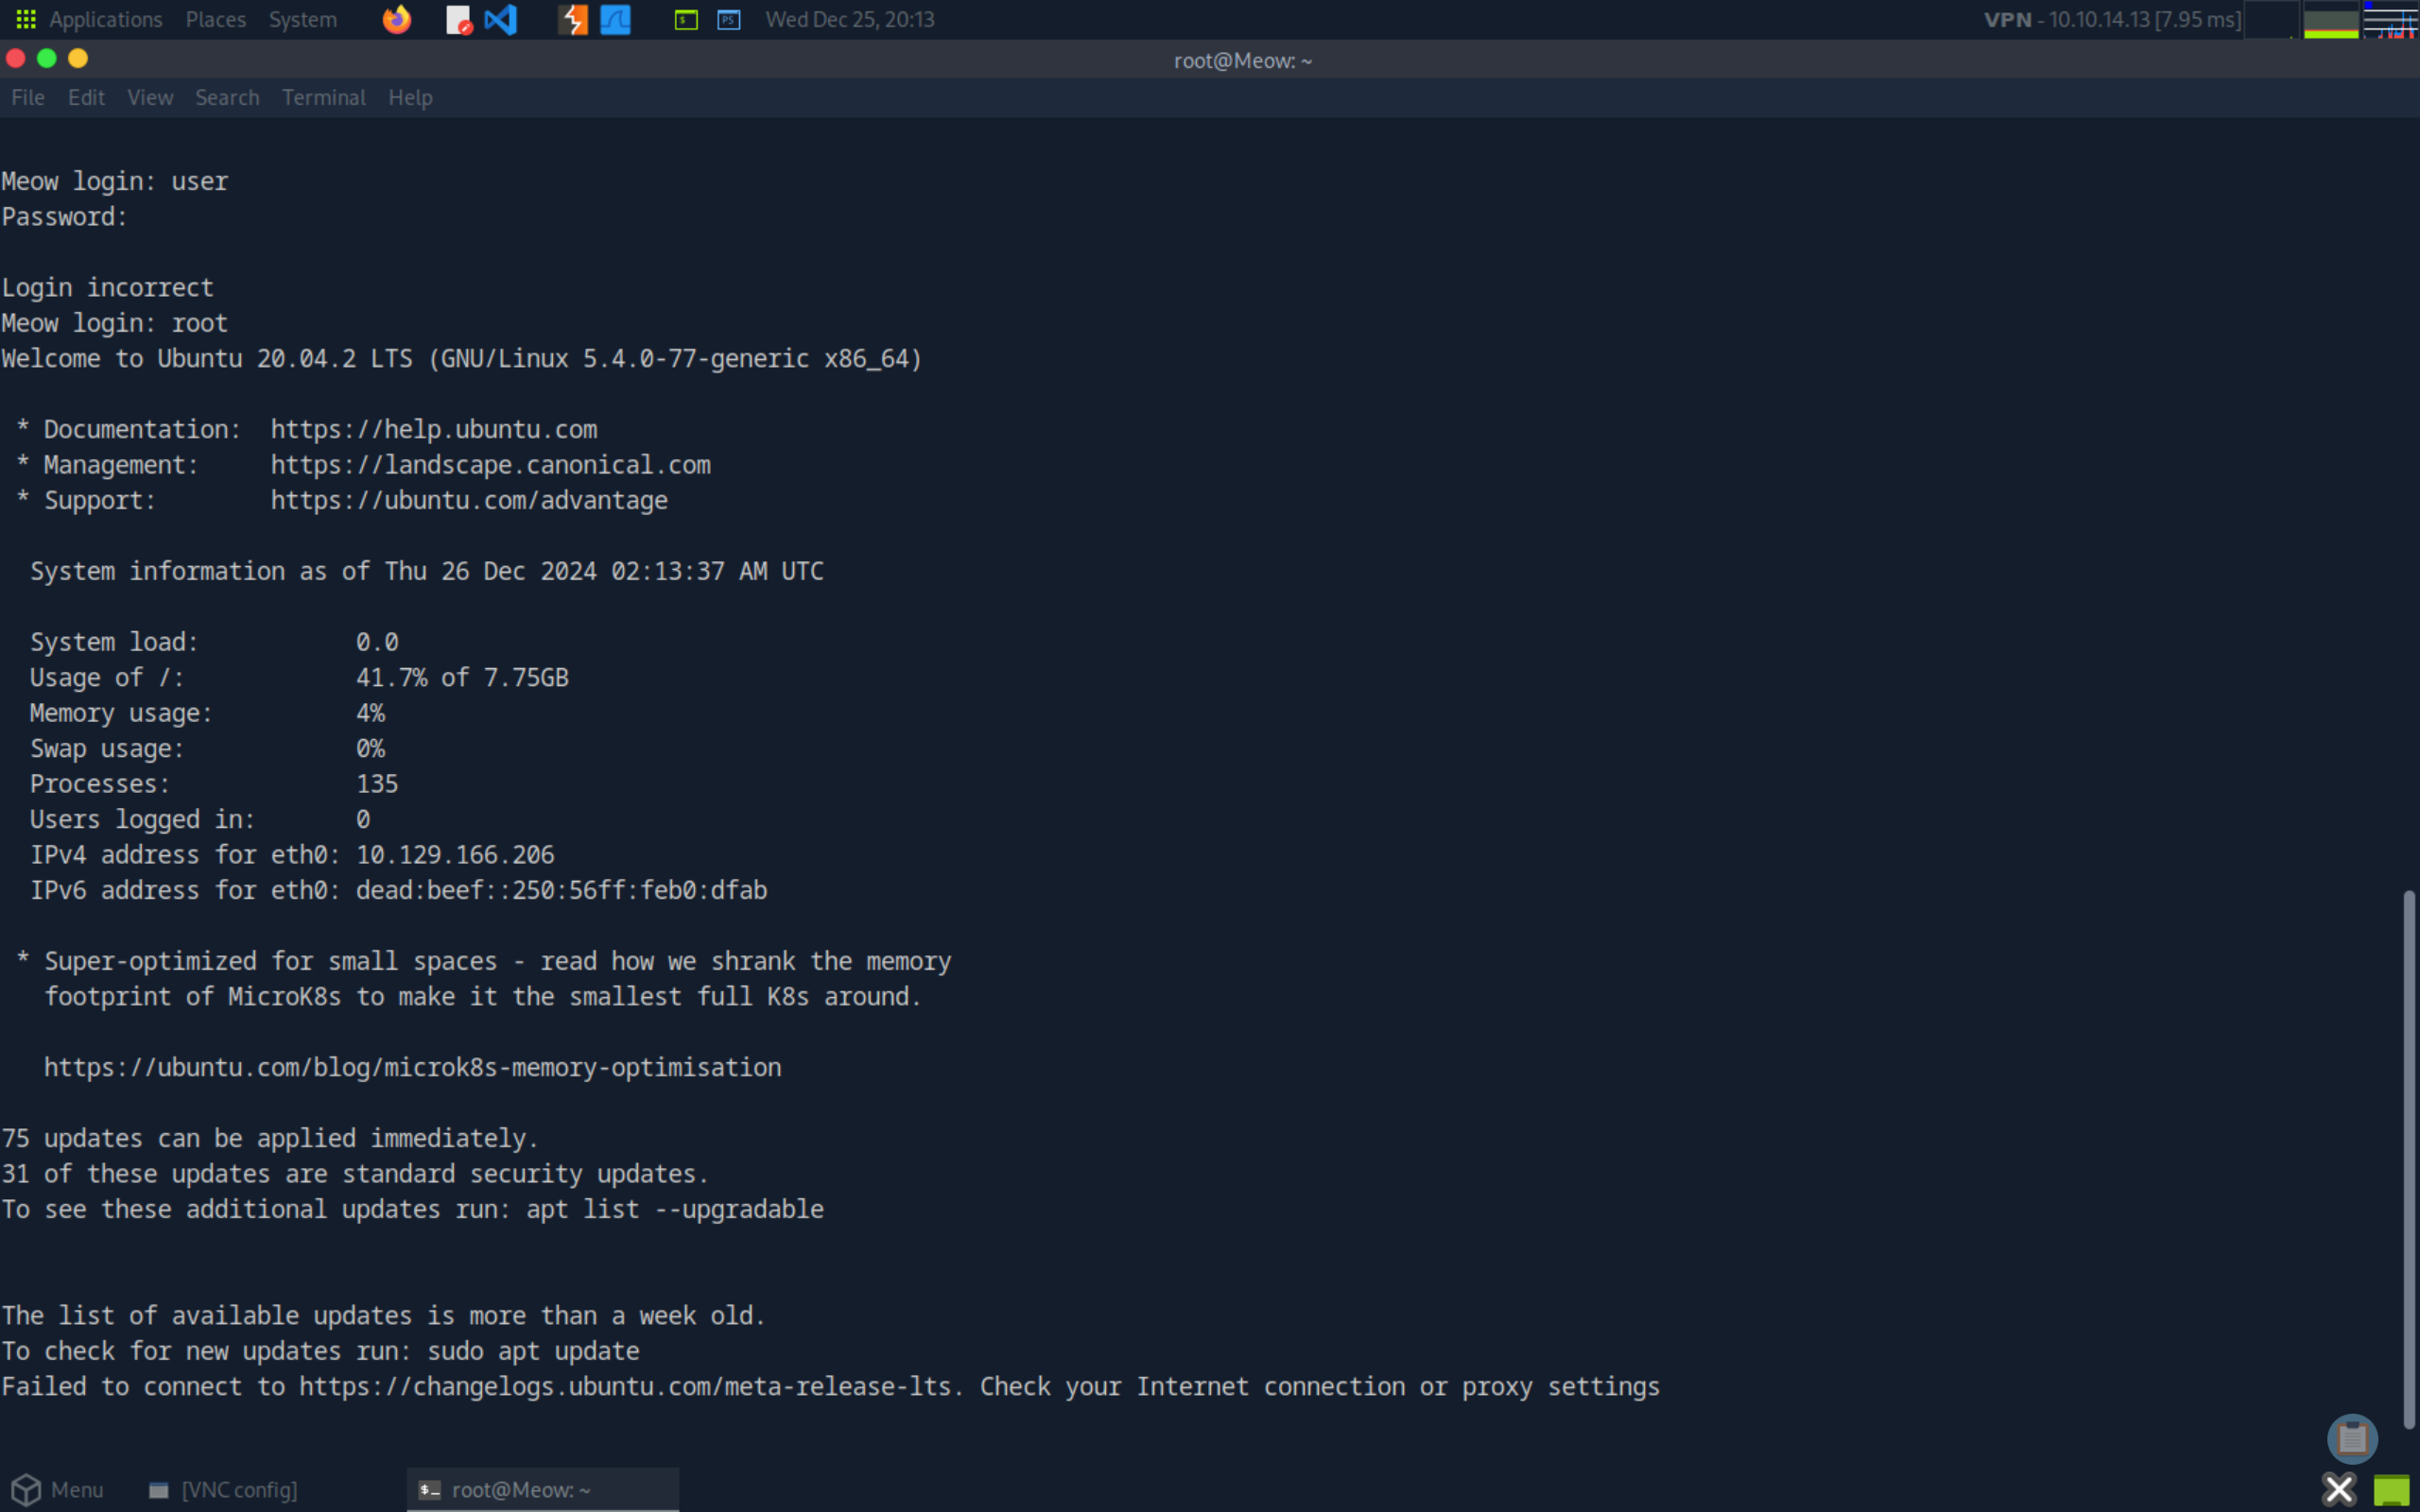 Applications Places System Wed Dec 25, 20:13 VPN - 10.10.14.13 [7.95 ms]
root@Meow: ~
File Edit View Search Terminal Help
Meow login: user
Password:
Login incorrect
Meow login: root
Welcome to Ubuntu 20.04.2 LTS (GNU/Linux 5.4.0-77-generic x86_64)
* Documentation:  https://help.ubuntu.com
* Management:     https://landscape.canonical.com
* Support:        https://ubuntu.com/advantage
System information as of Thu 26 Dec 2024 02:13:37 AM UTC
System load:           0.0
Usage of /:            41.7% of 7.75GB
Memory usage:          4%
Swap usage:            0%
Processes:             135
Users logged in:       0
IPv4 address for eth0: 10.129.166.206
IPv6 address for eth0: dead:beef::250:56ff:feb0:dfab
* Super-optimized for small spaces - read how we shrank the memory
footprint of MicroK8s to make it the smallest full K8s around.
https://ubuntu.com/blog/microk8s-memory-optimisation
75 updates can be applied immediately.
31 of these updates are standard security updates.
To see these additional updates run: apt list --upgradable
The list of available updates is more than a week old.
To check for new updates run: sudo apt update
Failed to connect to https://changelogs.ubuntu.com/meta-release-lts. Check your Internet connection or proxy settings
Menu [VNC config] $_ root@Meow: ~